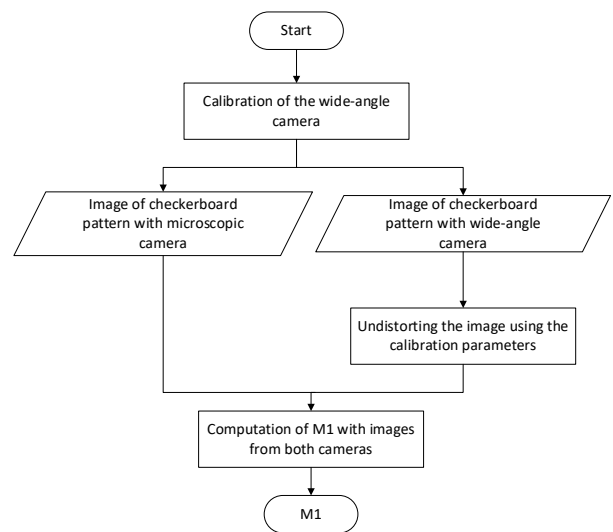 Start
Calibration of the wide-angle
camera
Image of checkerboard
pattern with microscopic
camera
Image of checkerboard
pattern with wide-angle
camera
Undistorting the image using the
calibration parameters
Computation of M1 with images
from both cameras
M1